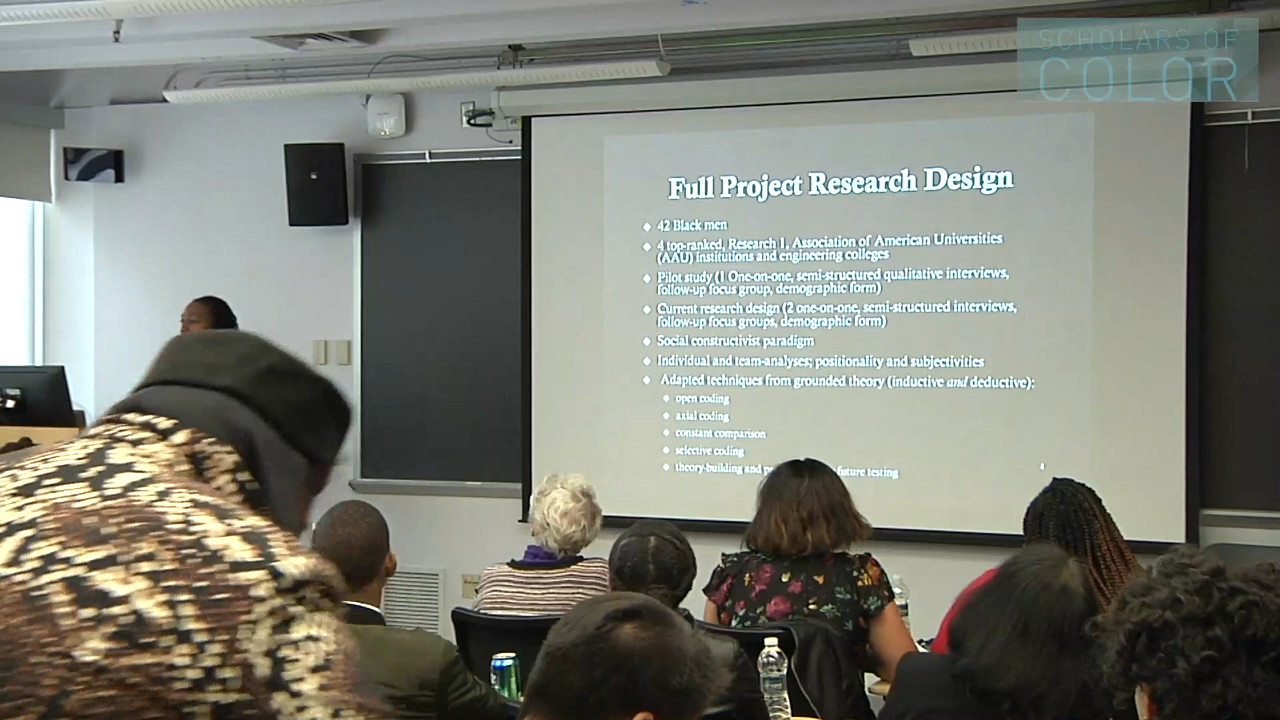 SCHOLARS OF
COLOR
Full Project Research Design
42 Black men
4 top-ranked, Research 1, Association of American Universities
(AAU) institutions and engineering colleges
Pilot study (1 One-on-one, semi-structured qualitative interviews,
follow-up focus group, demographic form)
Current research design (2 one-on-one, semi-structured interviews,
follow-up focus groups, demographic form)
Social constructivist paradigm
Individual and team-analyses; positionality and subjectivities
Adapted techniques from grounded theory (inductive and deductive):
open coding
axial coding
constant comparison
selective coding
theory-building and future testing
4